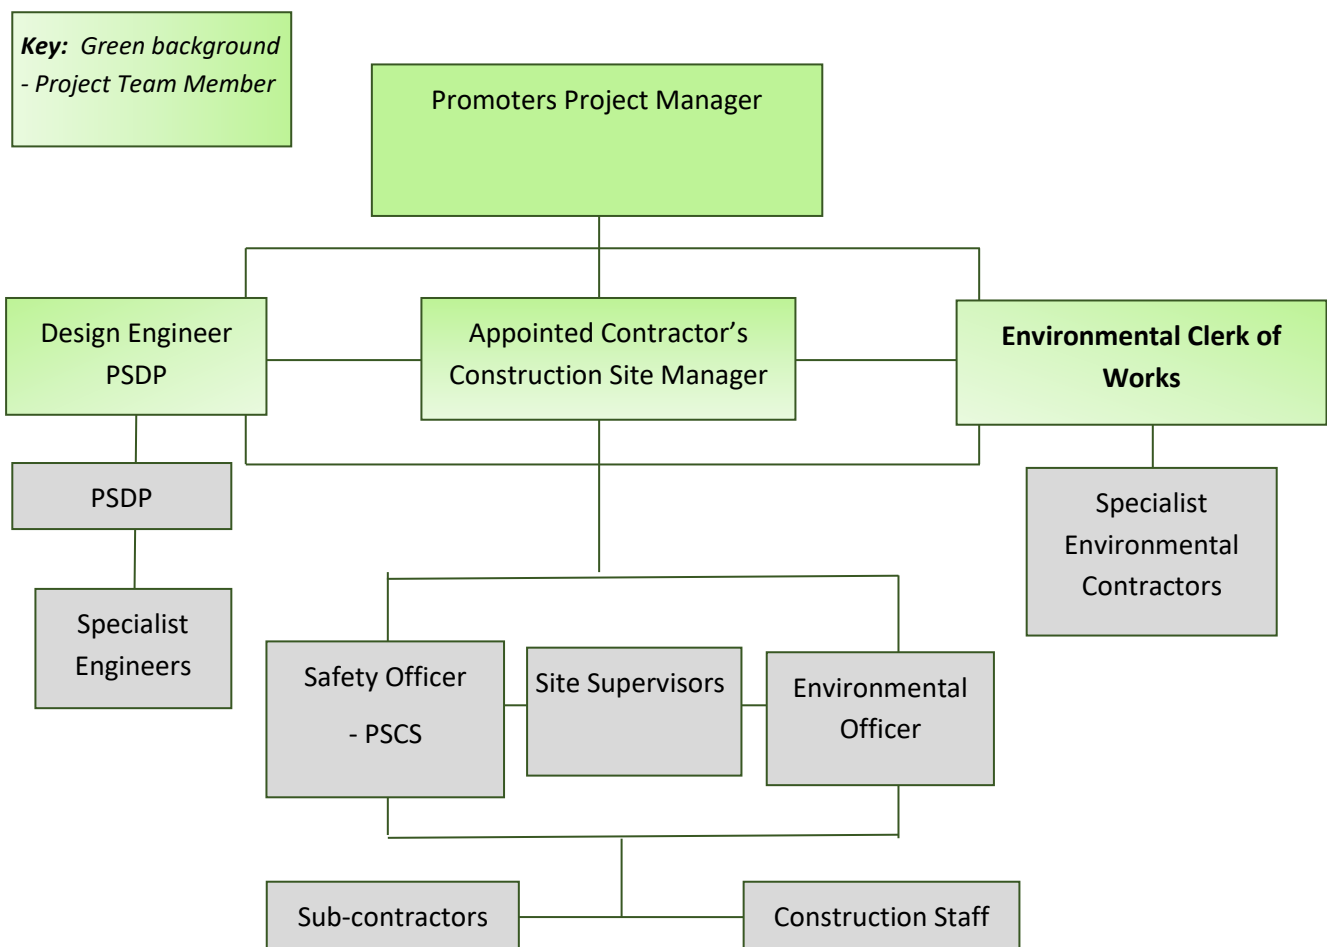 Key: Green background
- Project Team Member
Promoters Project Manager
Design Engineer
PSDP
Appointed Contractor’s
Construction Site Manager
Environmental Clerk of
Works
PSDP
Specialist
Engineers
Specialist
Environmental
Contractors
Safety Officer
- PSCS
Site Supervisors
Environmental
Officer
Sub-contractors
Construction Staff